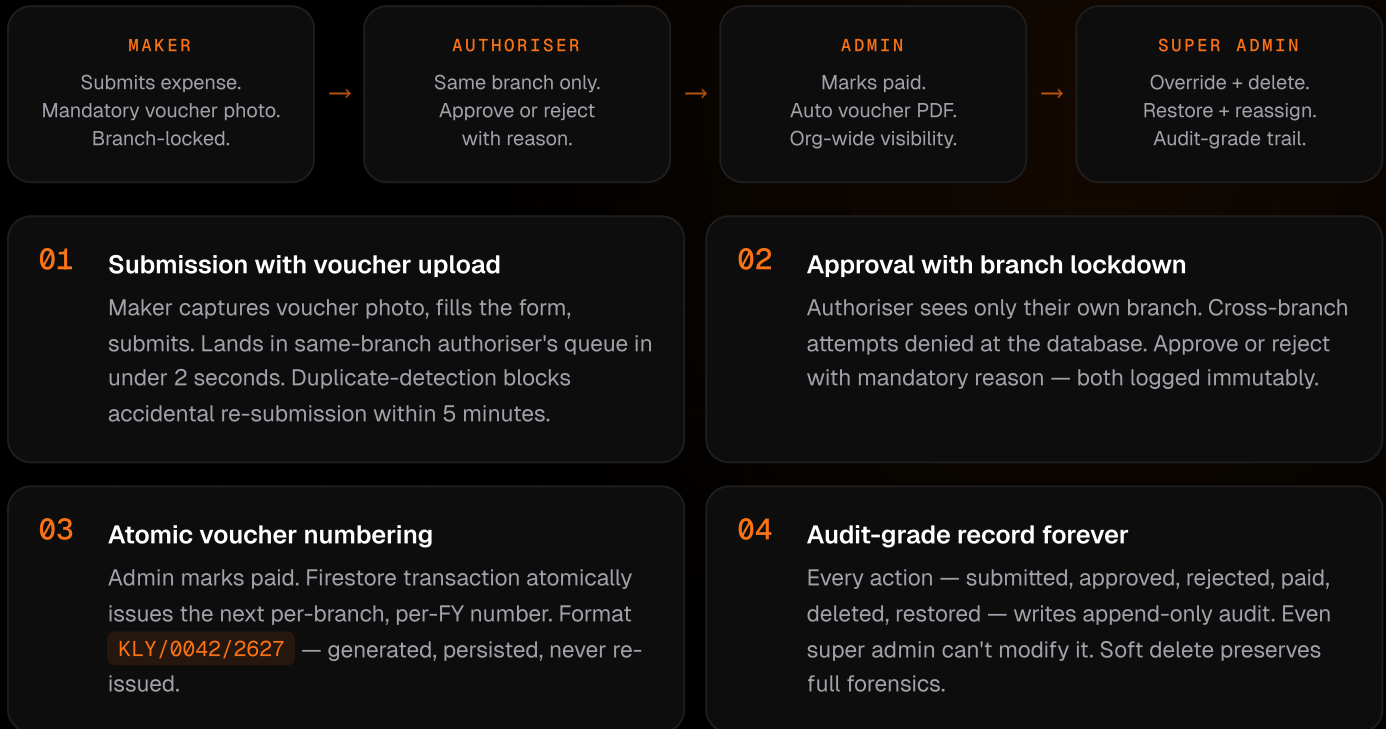 MAKER
Submits expense.
Mandatory voucher photo.
Branch-locked.
→
AUTHORISER
Same branch only.
Approve or reject
with reason.
→
ADMIN
Marks paid.
Auto voucher PDF.
Org-wide visibility.
→
SUPER ADMIN
Override + delete.
Restore + reassign.
Audit-grade trail.
01
Submission with voucher upload
Maker captures voucher photo, fills the form,
submits. Lands in same-branch authoriser's queue in
under 2 seconds. Duplicate-detection blocks
accidental re-submission within 5 minutes.
02
Approval with branch lockdown
Authoriser sees only their own branch. Cross-branch
attempts denied at the database. Approve or reject
with mandatory reason — both logged immutably.
03
Atomic voucher numbering
Admin marks paid. Firestore transaction atomically
issues the next per-branch, per-FY number. Format
KLY/0042/2627 — generated, persisted, never re-
issued.
04
Audit-grade record forever
Every action — submitted, approved, rejected, paid,
deleted, restored — writes append-only audit. Even
super admin can't modify it. Soft delete preserves
full forensics.